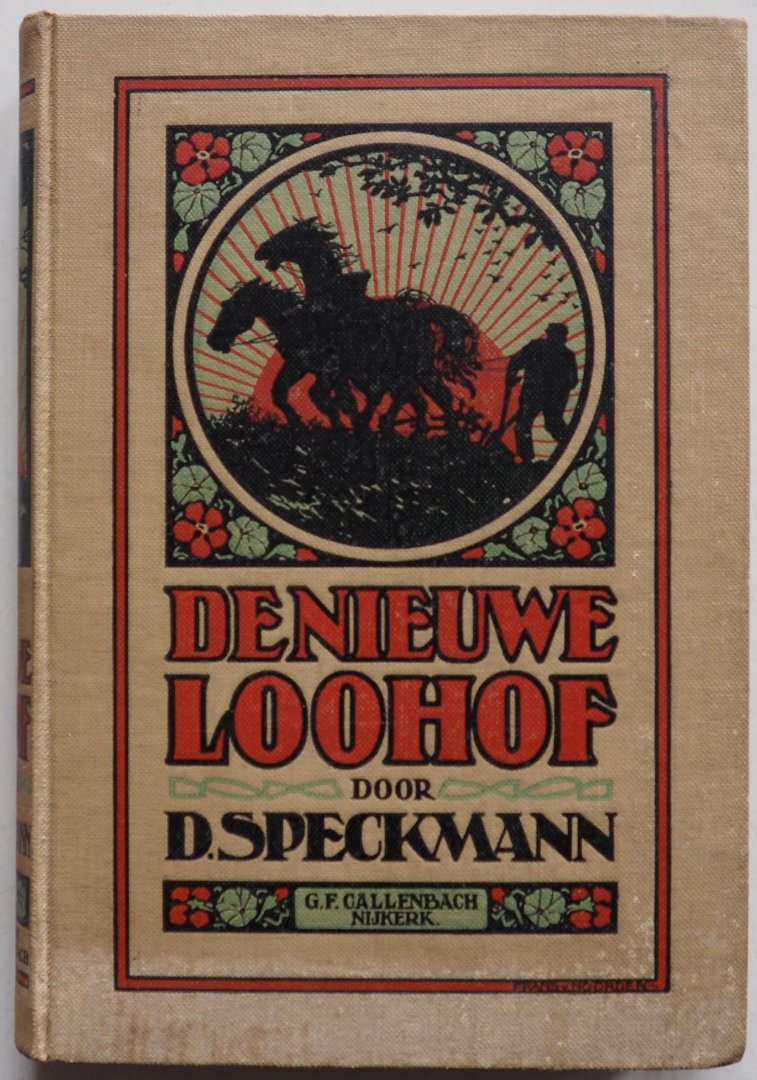 DE NIEUWE
LOOHOF
DOOR
D. SPECKMANN
G. F. CALLENBACH
NIJKERK.